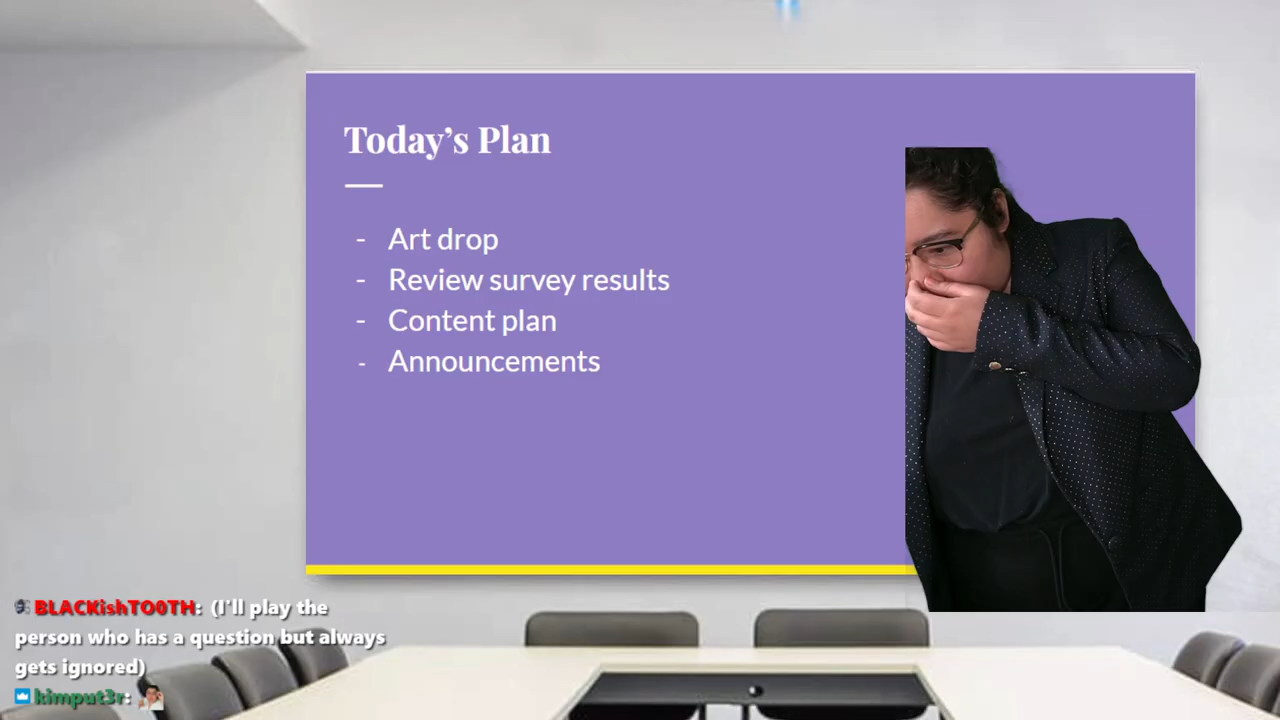 Today's Plan
- Art drop
- Review survey results
- Content plan
- Announcements
BLACKishTO0TH: (I'll play the
person who has a question but always
gets ignored)
kimput3r: